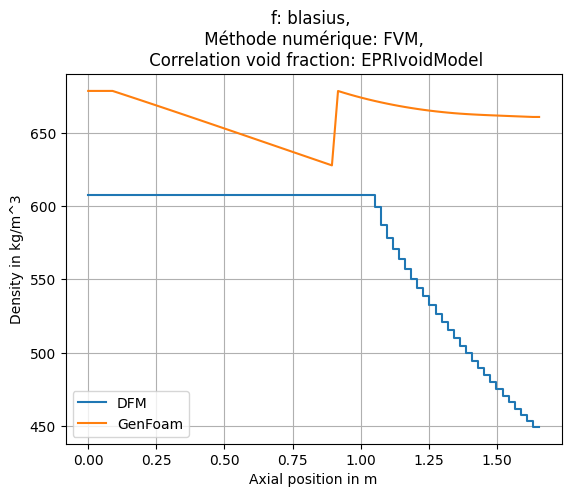 f: blasius,
Méthode numérique: FVM,
Correlation void fraction: EPRIvoidModel
Density in kg/m^3
650
600
550
500
450
DFM
GenFoam
0.00 0.25 0.50 0.75 1.00 1.25 1.50
Axial position in m